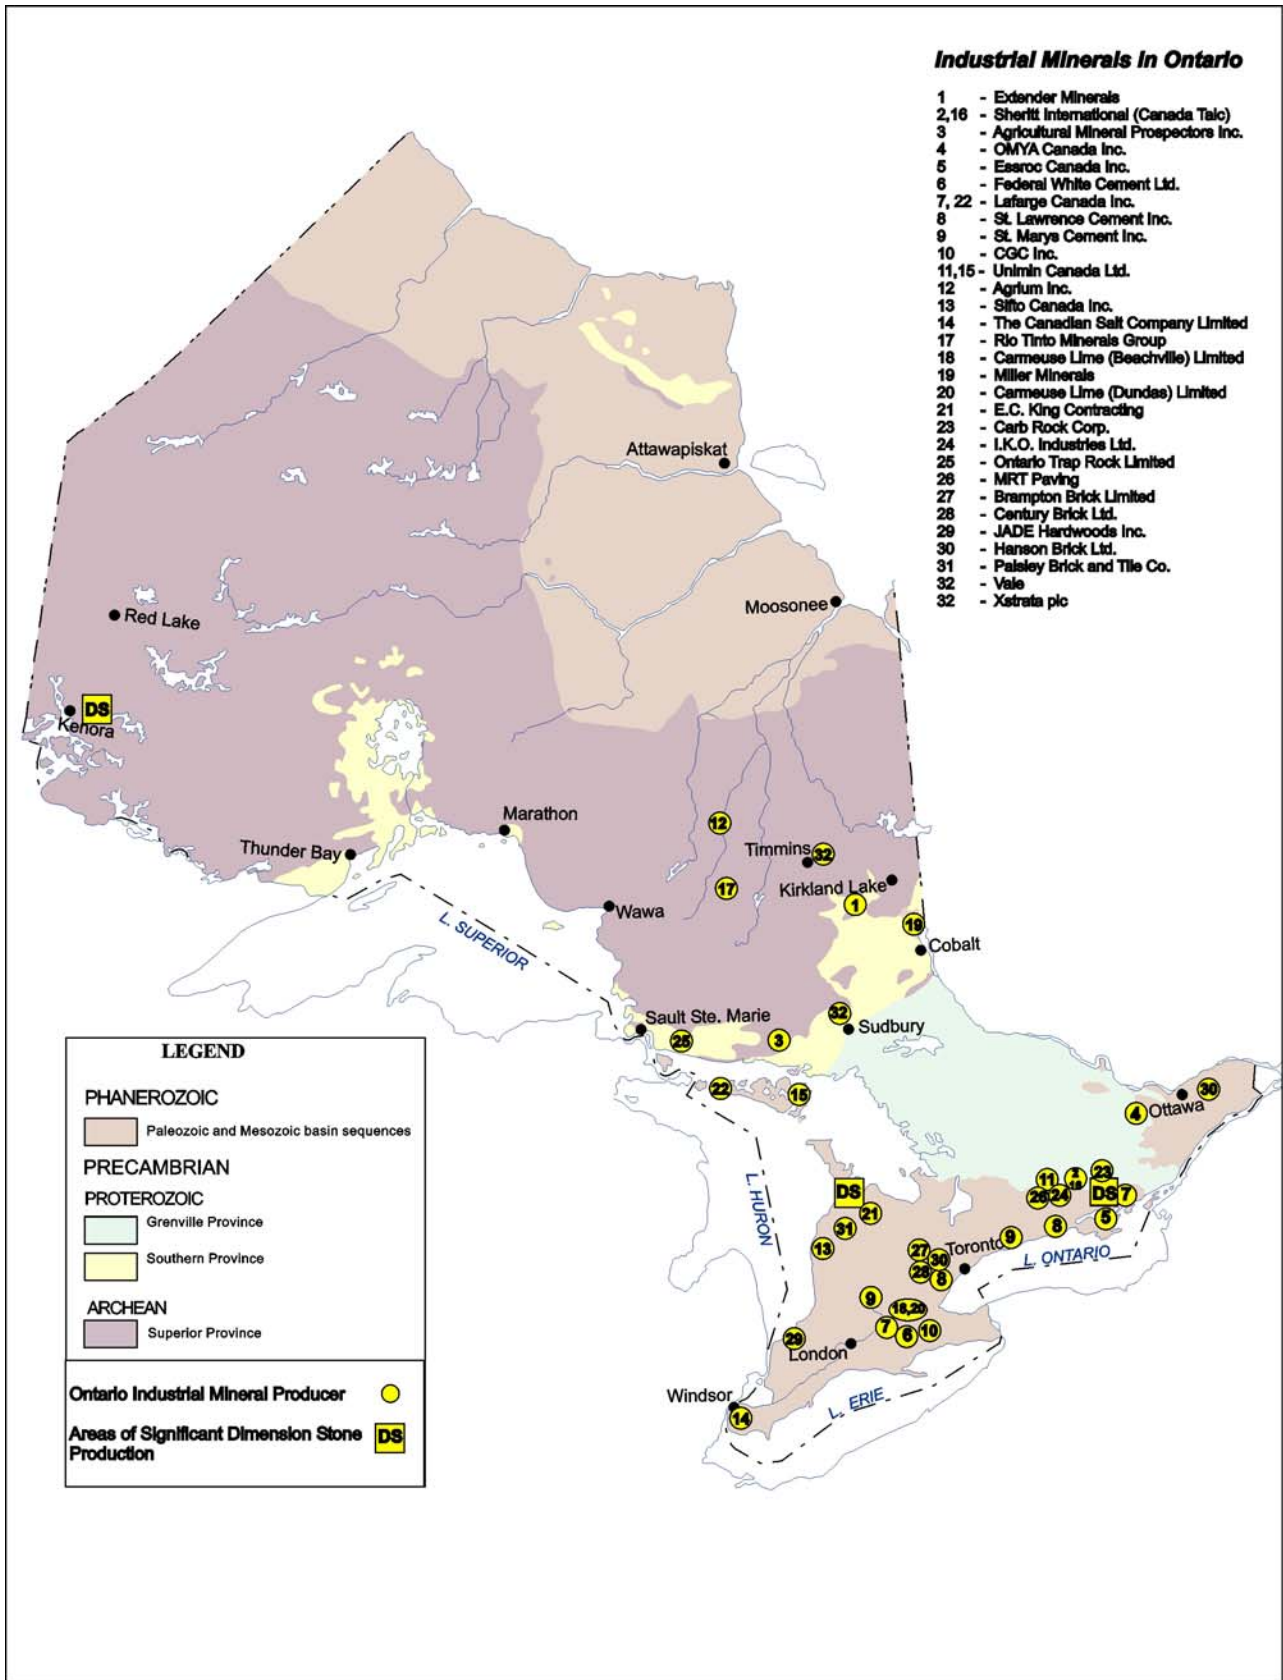 Industrial Minerals in Ontario
1 - Extender Minerals
2,16 - Sheritt International (Canada Talc)
3 - Agricultural Mineral Prospectors Inc.
4 - OMYA Canada Inc.
5 - Essroc Canada Inc.
6 - Federal White Cement Ltd.
7, 22 - Lafarge Canada Inc.
8 - St. Lawrence Cement Inc.
9 - St. Marys Cement Inc.
10 - CGC Inc.
11,15 - Unimin Canada Ltd.
12 - Agrium Inc.
13 - Sifto Canada Inc.
14 - The Canadian Salt Company Limited
17 - Rio Tinto Minerals Group
18 - Carmeuse Lime (Beachville) Limited
19 - Miller Minerals
20 - Carmeuse Lime (Dundas) Limited
21 - E.C. King Contracting
23 - Carb Rock Corp.
24 - I.K.O. Industries Ltd.
25 - Ontario Trap Rock Limited
26 - MRT Paving
27 - Brampton Brick Limited
28 - Century Brick Ltd.
29 - JADE Hardwoods Inc.
30 - Hanson Brick Ltd.
31 - Paisley Brick and Tile Co.
32 - Vale
32 - Xstrata plc
Attawapiskat
Moosonee
Red Lake
DS
Kenora
Marathon
12
Thunder Bay
Timmins
32
Kirkland Lake
17
1
Wawa
19
Cobalt
L. SUPERIOR
Sault Ste. Marie
32
Sudbury
25
3
22
15
30
4
Ottawa
L. HURON
DS
21
31
13
11
2
16
23
26
24
DS
7
5
8
9
27
30
Toronto
28
8
L. ONTARIO
9
18,20
7
6
10
29
London
Windsor
14
L. ERIE
LEGEND
PHANEROZOIC
Paleozoic and Mesozoic basin sequences
PRECAMBRIAN
PROTEROZOIC
Grenville Province
Southern Province
ARCHEAN
Superior Province
Ontario Industrial Mineral Producer
Areas of Significant Dimension Stone
Production
DS